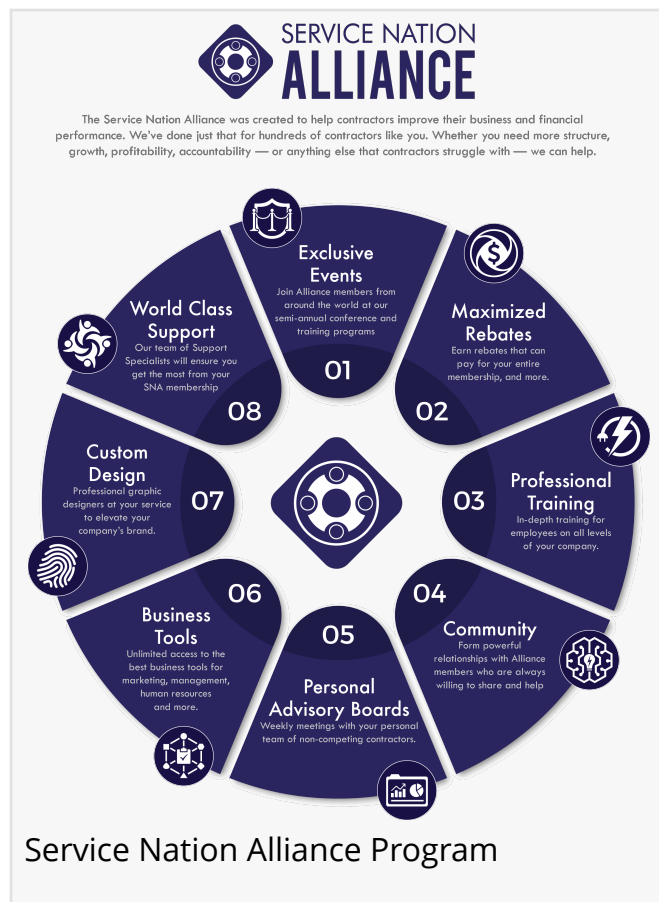 SERVICE NATION
ALLIANCE
The Service Nation Alliance was created to help contractors improve their business and financial
performance. We've done just that for hundreds of contractors like you. Whether you need more structure,
growth, profitability, accountability — or anything else that contractors struggle with — we can help.
Exclusive
Events
Join Alliance members from
around the world at our
semi-annual conference and
training programs
01
Maximized
Rebates
Earn rebates that can
pay for your entire
membership, and more.
02
Professional
Training
In-depth training for
employees on all levels
of your company.
03
04
Community
Form powerful
relationships with Alliance
members who are always
willing to share and help
05
Personal
Advisory Boards
Weekly meetings with your personal
team of non-competing contractors.
06
Business
Tools
Unlimited access to the
best business tools for
marketing, management,
human resources
and more.
07
Custom
Design
Professional graphic
designers at your service
to elevate your
company's brand.
World Class
Support
Our team of Support
Specialists will ensure you
get the most from your
SNA membership
08
$
Service Nation Alliance Program